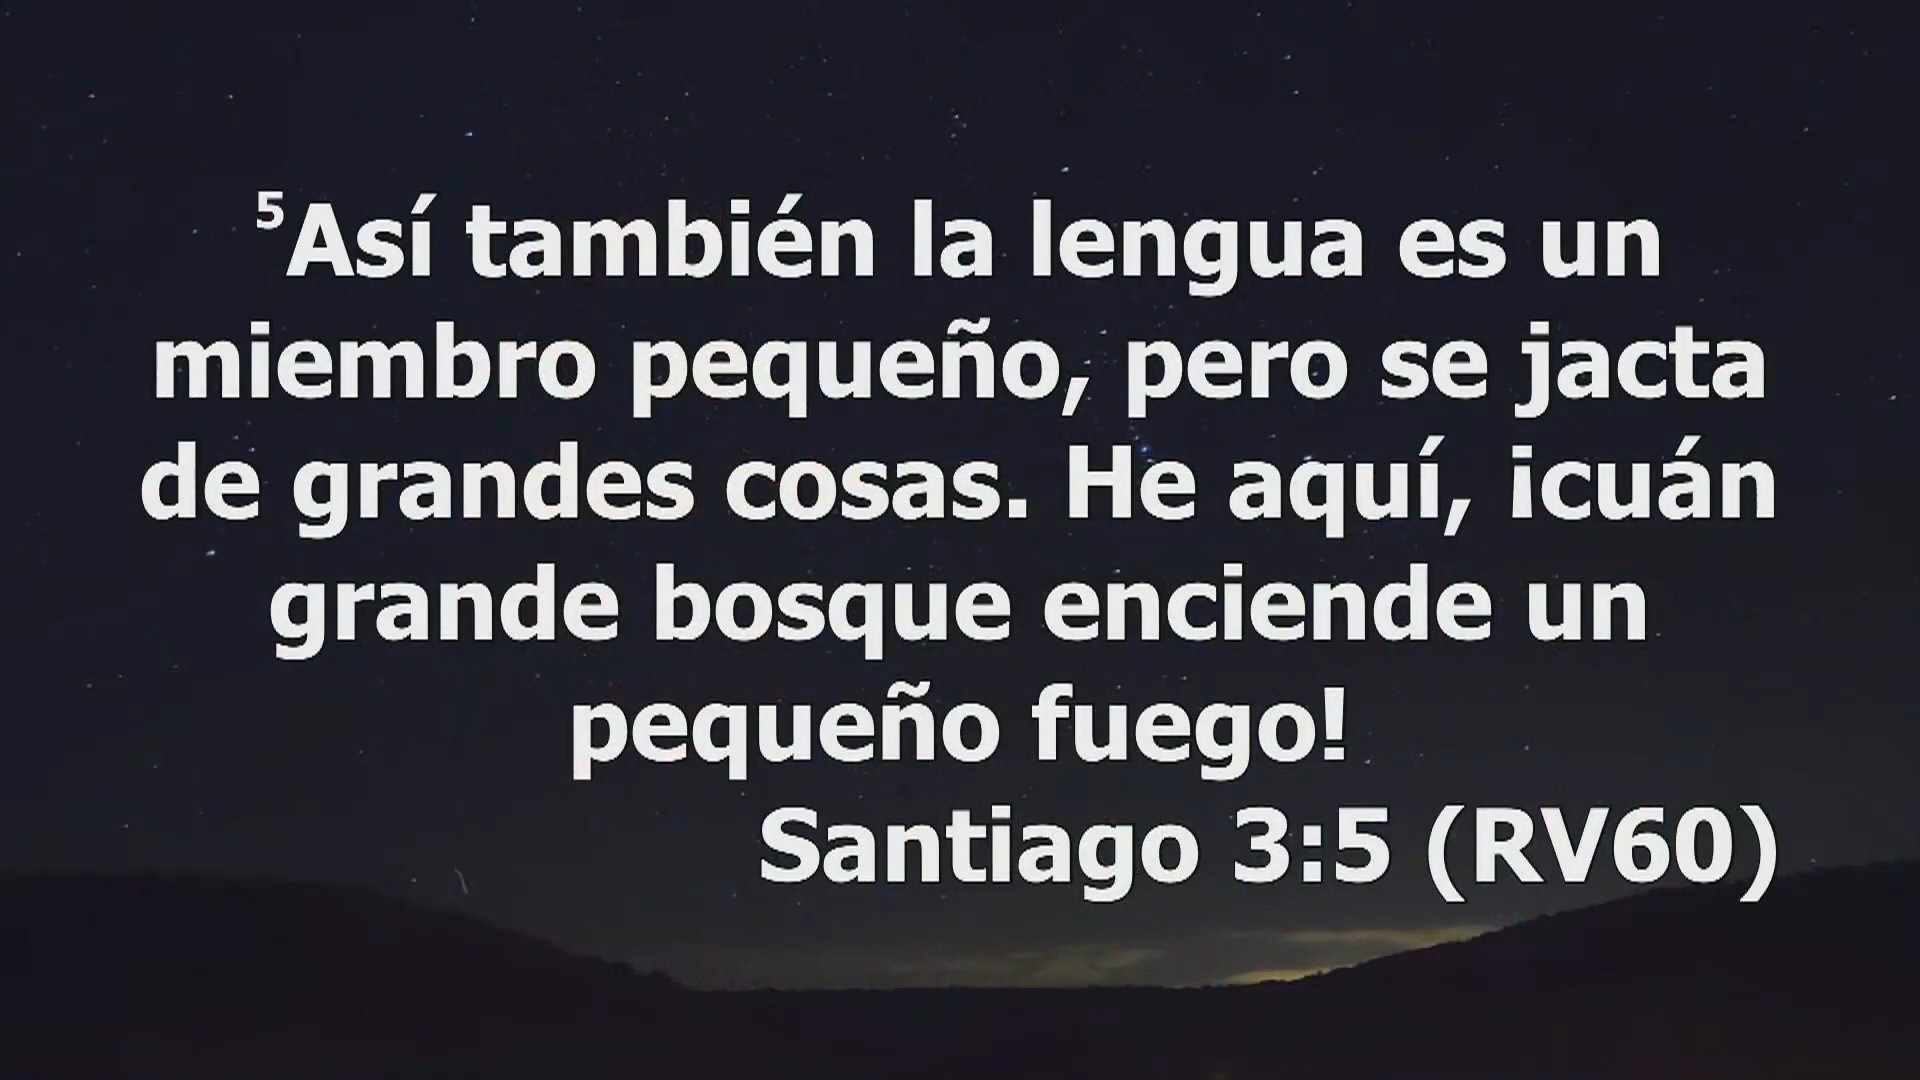 ⁵Así también la lengua es un
miembro pequeño, pero se jacta
de grandes cosas. He aquí, ¡cuán
grande bosque enciende un
pequeño fuego!
Santiago 3:5 (RV60)